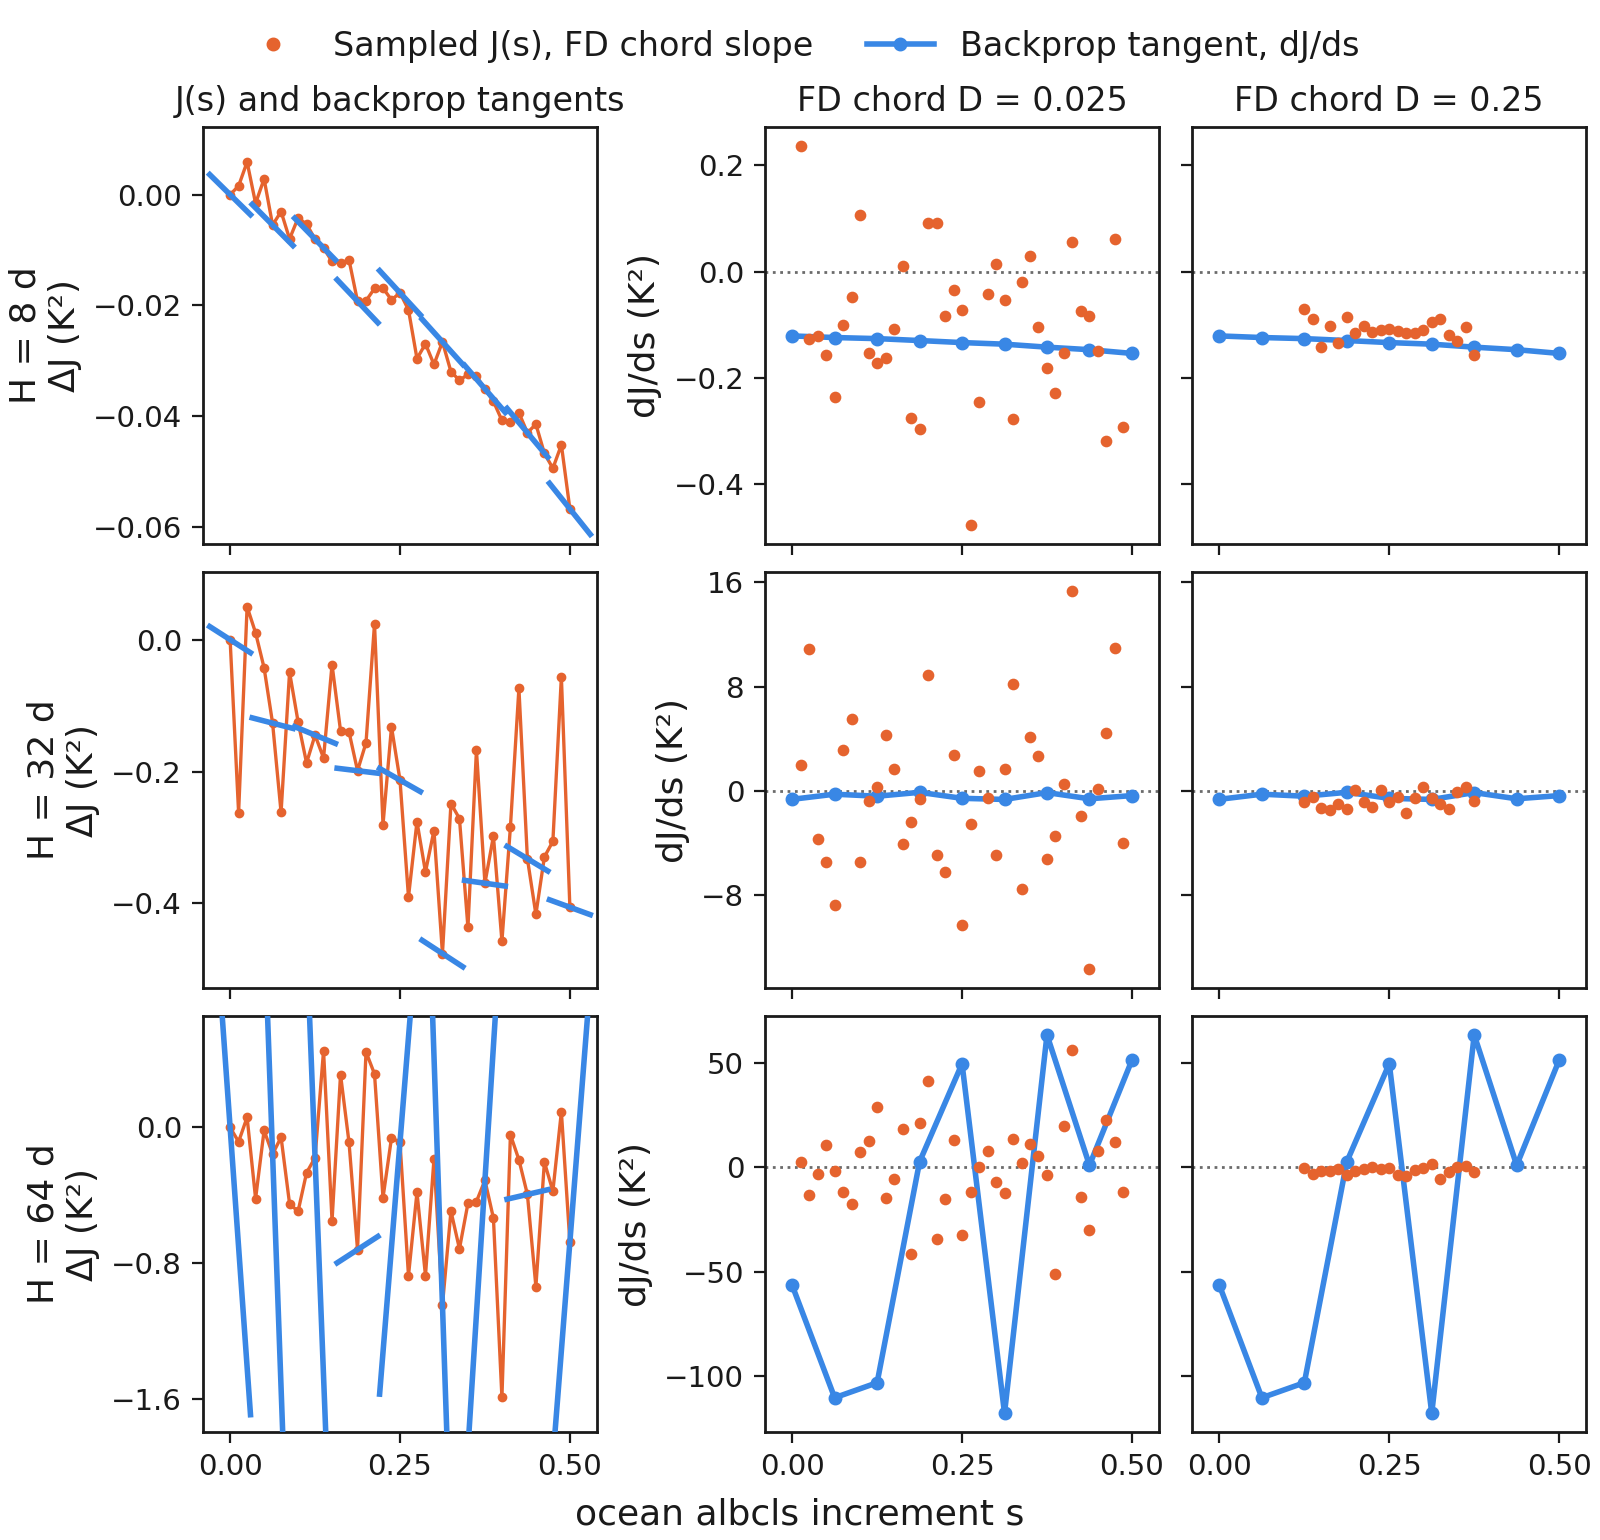 Sampled J(s), FD chord slope
Backprop tangent, dJ/ds
J(s) and backprop tangents
FD chord D = 0.025
FD chord D = 0.25
H = 8 d
ΔJ (K²)
0.00
−0.02
−0.04
−0.06
dJ/ds (K²)
0.2
0.0
−0.2
−0.4
H = 32 d
ΔJ (K²)
0.0
−0.2
−0.4
dJ/ds (K²)
16
8
0
−8
H = 64 d
ΔJ (K²)
0.0
−0.8
−1.6
dJ/ds (K²)
50
0
−50
−100
0.00 0.25 0.50
0.00 0.25 0.50
0.00 0.25 0.50
ocean albcls increment s